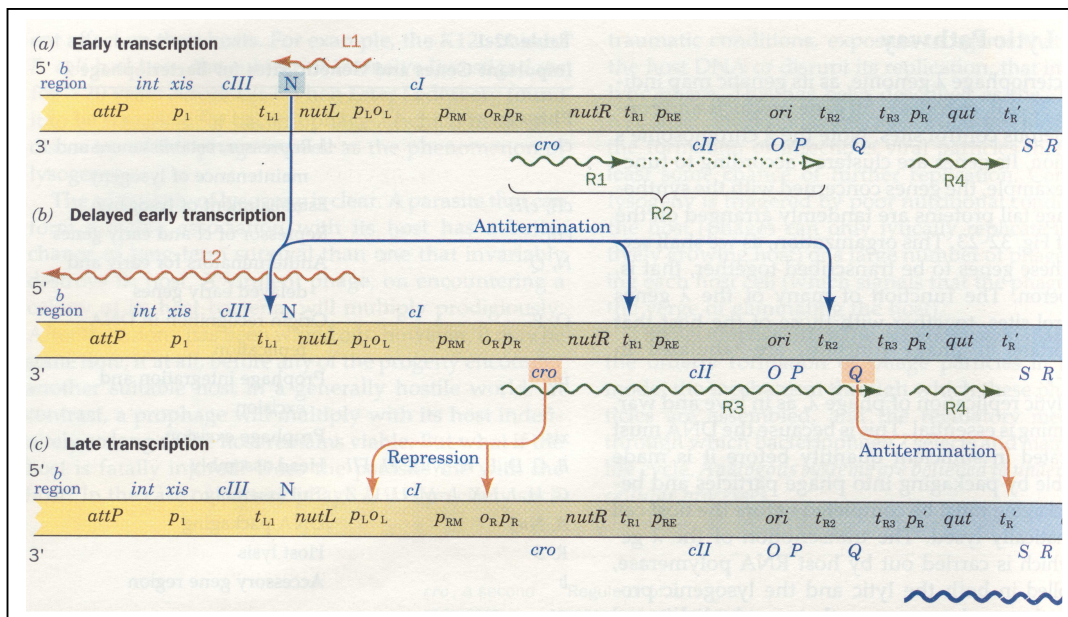 (a) Early transcription
L1
5' b
region int xis cIII N cI
attP p1 tL1 nutL pLoL pRM oRpR nutR tR1 pRE ori tR2 tR3 pR' qut tR'
3' cro cII O P Q S R
R1 R4
R2
(b) Delayed early transcription
Antitermination
L2
5' b
region int xis cIII N cI
attP p1 tL1 nutL pLoL pRM oRpR nutR tR1 pRE ori tR2 tR3 pR' qut tR'
3' cro cII O P Q S R
R3 R4
(c) Late transcription
Repression Antitermination
5' b
region int xis cIII N cI
attP p1 tL1 nutL pLoL pRM oRpR nutR tR1 pRE ori tR2 tR3 pR' qut tR'
3' cro cII O P Q S R